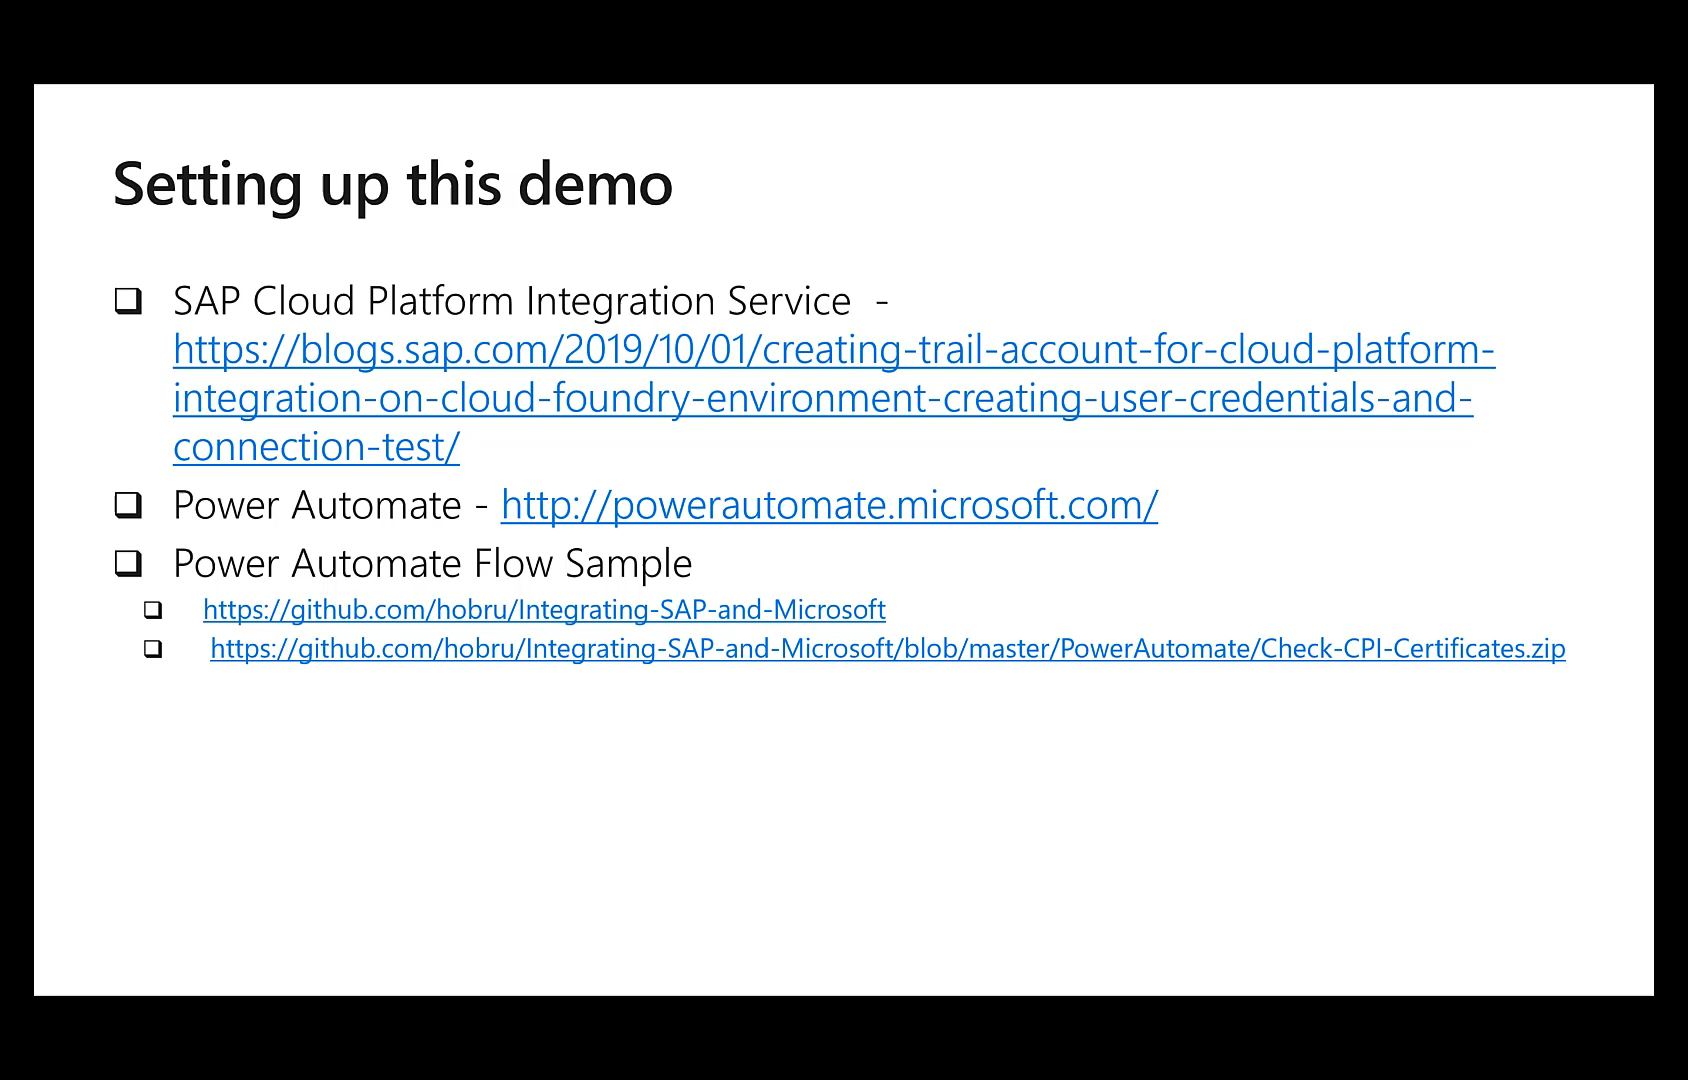 Setting up this demo
SAP Cloud Platform Integration Service -
https://blogs.sap.com/2019/10/01/creating-trail-account-for-cloud-platform-
integration-on-cloud-foundry-environment-creating-user-credentials-and-
connection-test/
Power Automate - http://powerautomate.microsoft.com/
Power Automate Flow Sample
https://github.com/hobru/Integrating-SAP-and-Microsoft
https://github.com/hobru/Integrating-SAP-and-Microsoft/blob/master/PowerAutomate/Check-CPI-Certificates.zip